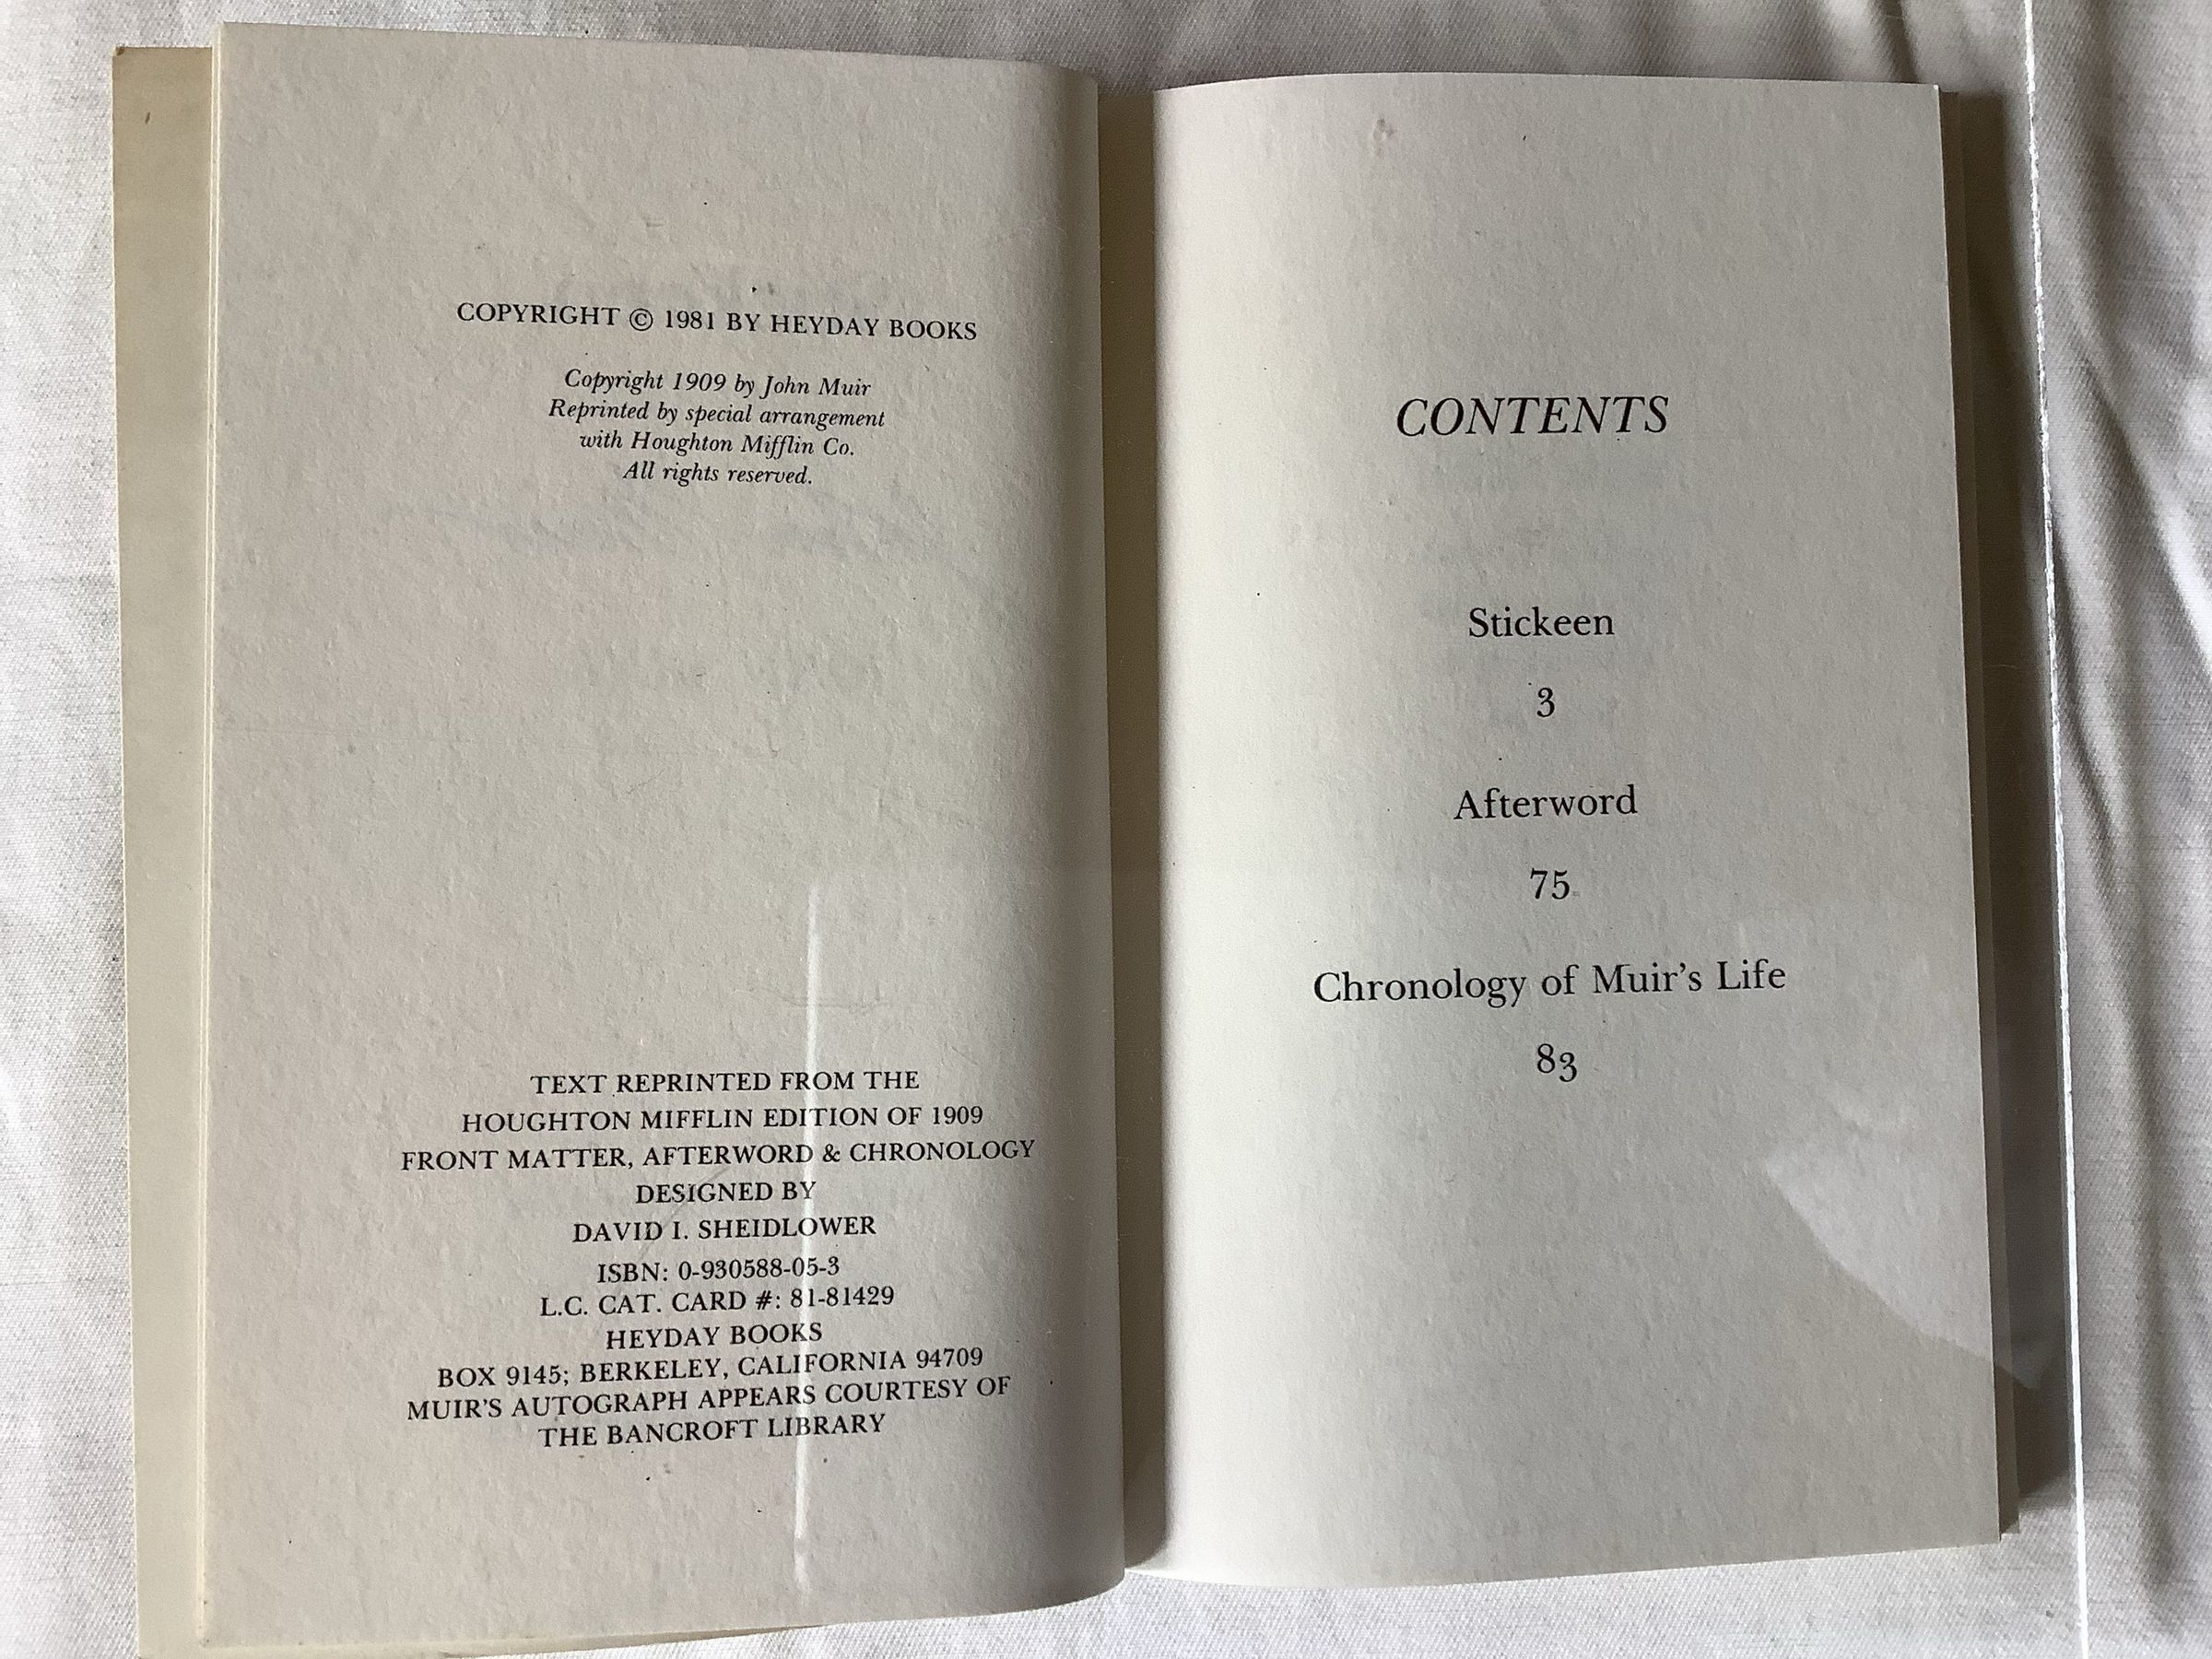 COPYRIGHT © 1981 BY HEYDAY BOOKS
Copyright 1909 by John Muir
Reprinted by special arrangement
with Houghton Mifflin Co.
All rights reserved.
TEXT REPRINTED FROM THE
HOUGHTON MIFFLIN EDITION OF 1909
FRONT MATTER, AFTERWORD & CHRONOLOGY
DESIGNED BY
DAVID I. SHEIDLOWER
ISBN: 0-930588-05-3
L.C. CAT. CARD #: 81-81429
HEYDAY BOOKS
BOX 9145; BERKELEY, CALIFORNIA 94709
MUIR'S AUTOGRAPH APPEARS COURTESY OF
THE BANCROFT LIBRARY
CONTENTS
Stickeen
3
Afterword
75
Chronology of Muir's Life
83